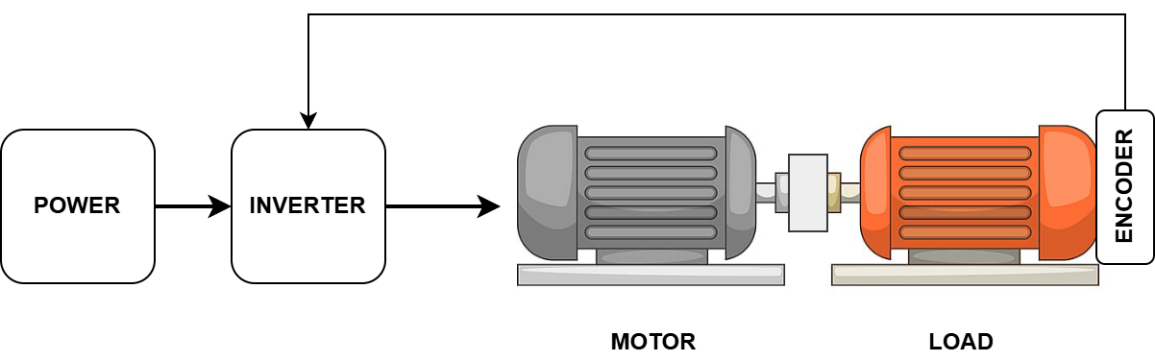 POWER
INVERTER
ENCODER
MOTOR
LOAD